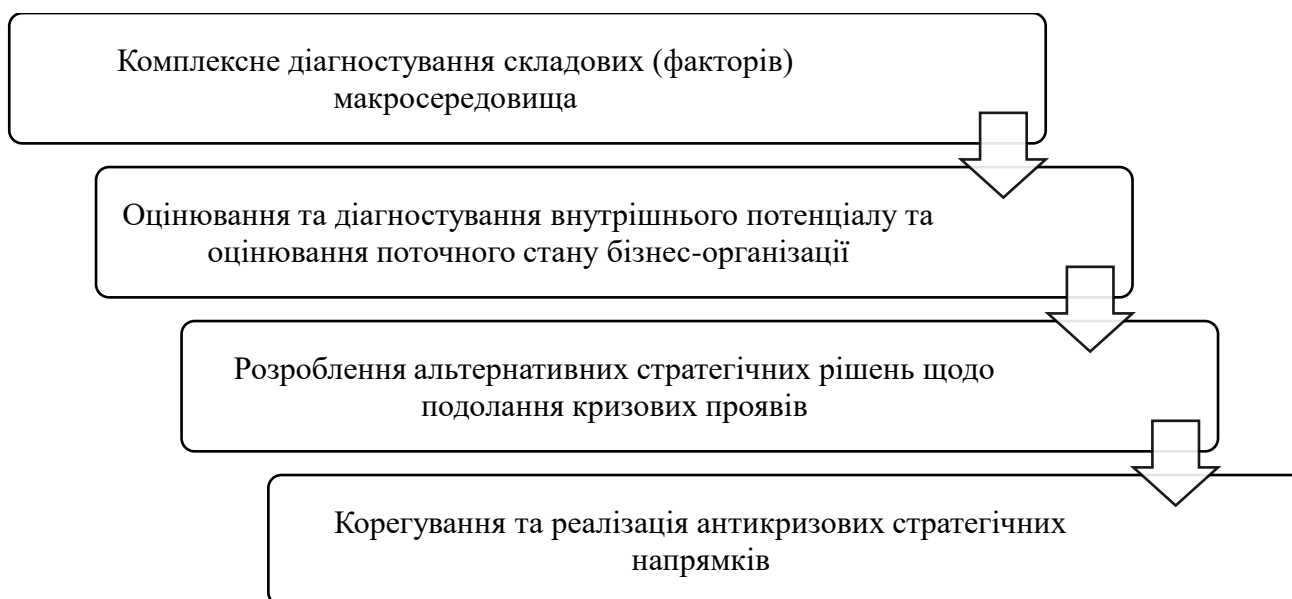 Комплексне діагностування складових (факторів)
макросередовища
Оцінювання та діагностування внутрішнього потенціалу та
оцінювання поточного стану бізнес-організації
Розроблення альтернативних стратегічних рішень щодо
подолання кризових проявів
Корегування та реалізація антикризових стратегічних
напрямків